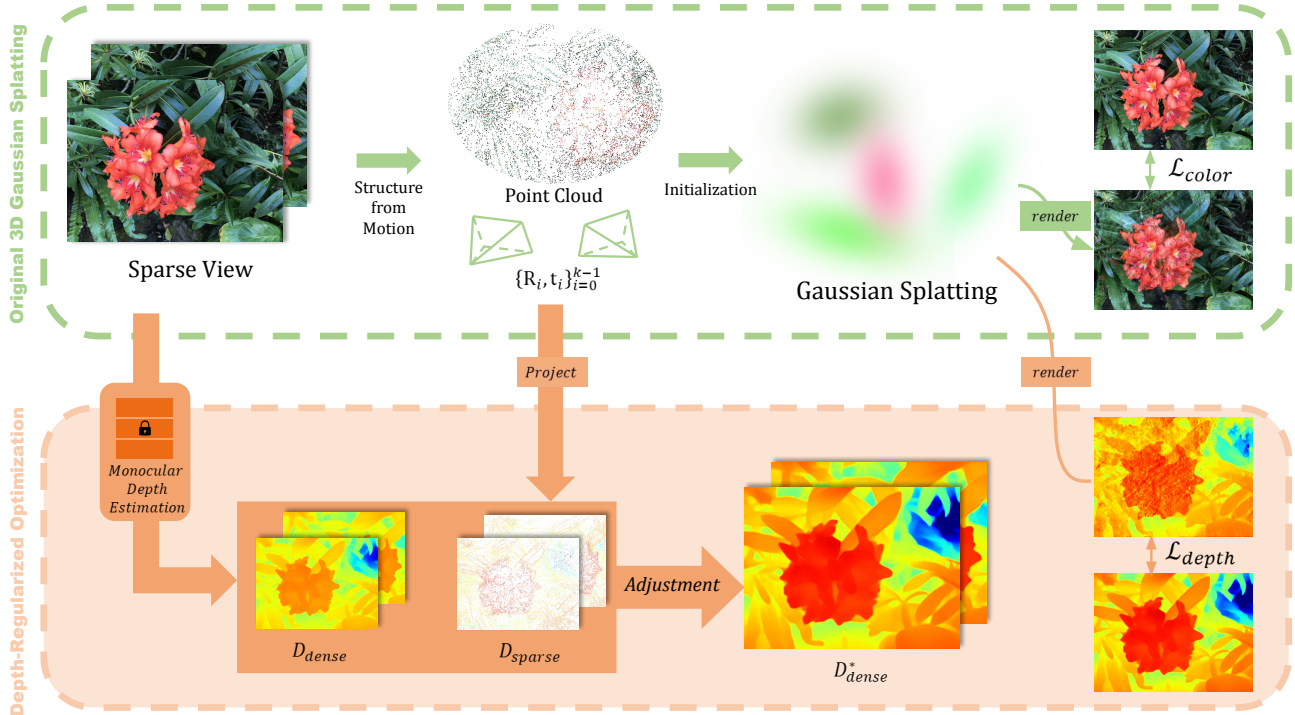 Original 3D Gaussian Splatting
Sparse View
Structure
from
Motion
Point Cloud
{R_i, t_i}_{i=0}^{k−1}
Initialization
Gaussian Splatting
render
ℒ_color
Project
render
Depth-Regularized Optimization
Monocular
Depth
Estimation
D_dense
D_sparse
Adjustment
D*_dense
ℒ_depth